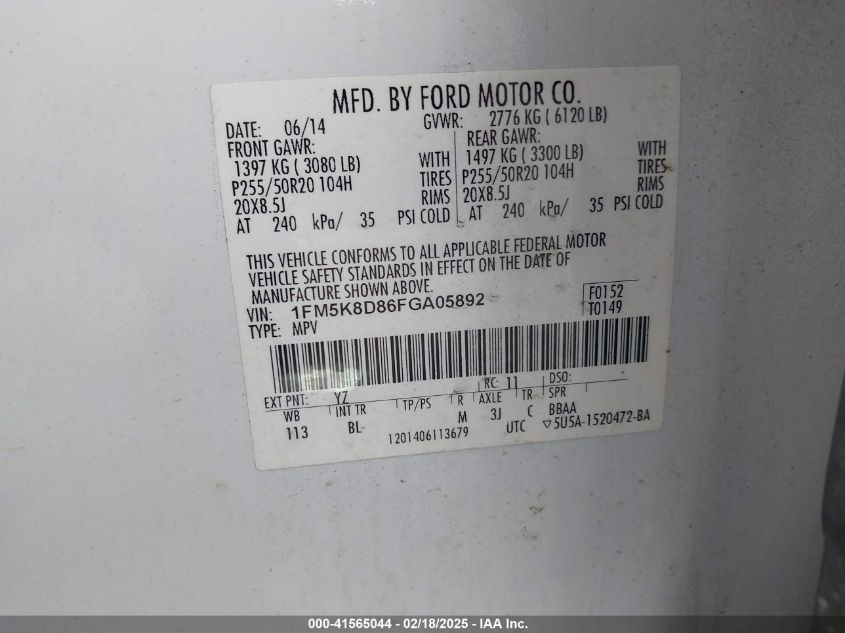 MFD. BY FORD MOTOR CO.
DATE: 06/14 GVWR: 2776 KG ( 6120 LB)
FRONT GAWR: REAR GAWR:
1397 KG ( 3080 LB) WITH 1497 KG ( 3300 LB) WITH
P255/50R20 104H TIRES P255/50R20 104H TIRES
20X8.5J RIMS 20X8.5J RIMS
AT 240 kPa/ 35 PSI COLD AT 240 kPa/ 35 PSI COLD
THIS VEHICLE CONFORMS TO ALL APPLICABLE FEDERAL MOTOR
VEHICLE SAFETY STANDARDS IN EFFECT ON THE DATE OF
MANUFACTURE SHOWN ABOVE.
VIN: 1FM5K8D86FGA05892 F0152
TYPE: MPV T0149
EXT PNT: YZ RC: 11 DSO:
WB INT TR TP/PS R AXLE TR SPR
113 BL M 3J C BBAA
1201406113679 UTC ▽5U5A-1520472-BA
000-41565044 - 02/18/2025 - IAA Inc.